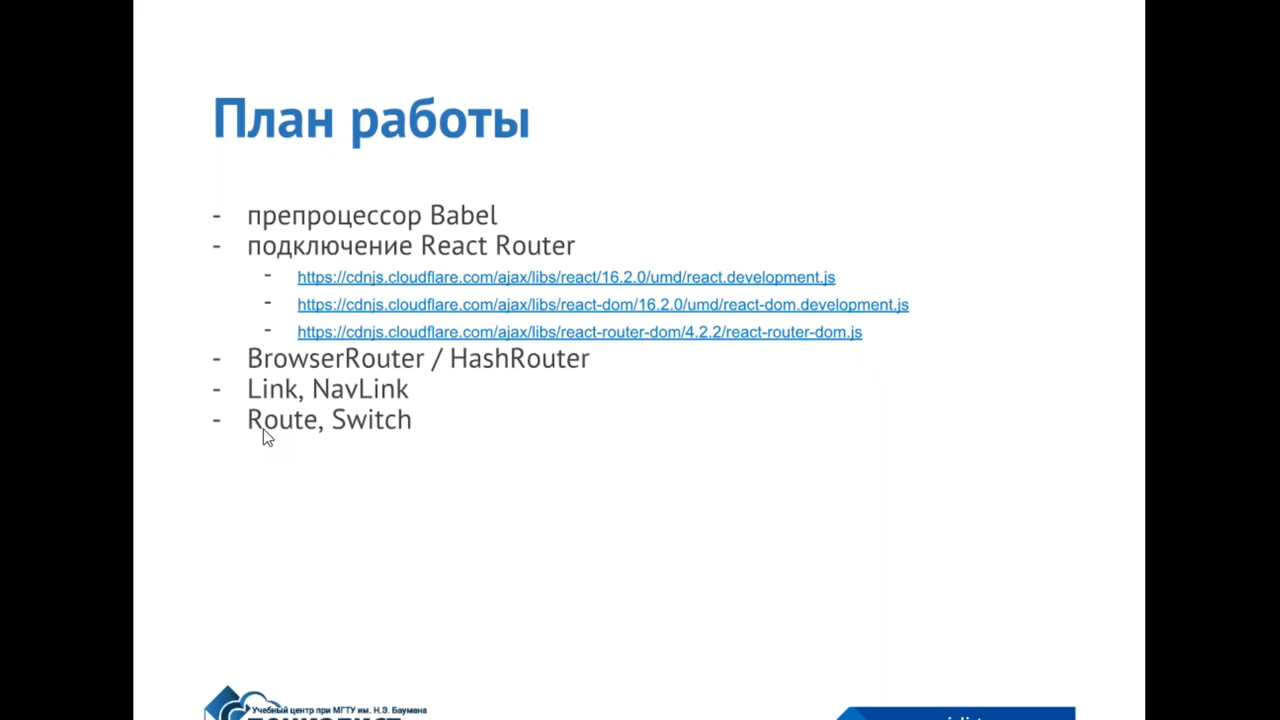 План работы
- препроцессор Babel
- подключение React Router
- https://cdnjs.cloudflare.com/ajax/libs/react/16.2.0/umd/react.development.js
- https://cdnjs.cloudflare.com/ajax/libs/react-dom/16.2.0/umd/react-dom.development.js
- https://cdnjs.cloudflare.com/ajax/libs/react-router-dom/4.2.2/react-router-dom.js
- BrowserRouter / HashRouter
- Link, NavLink
- Route, Switch
Учебный центр при МГТУ им. Н.Э. Баумана